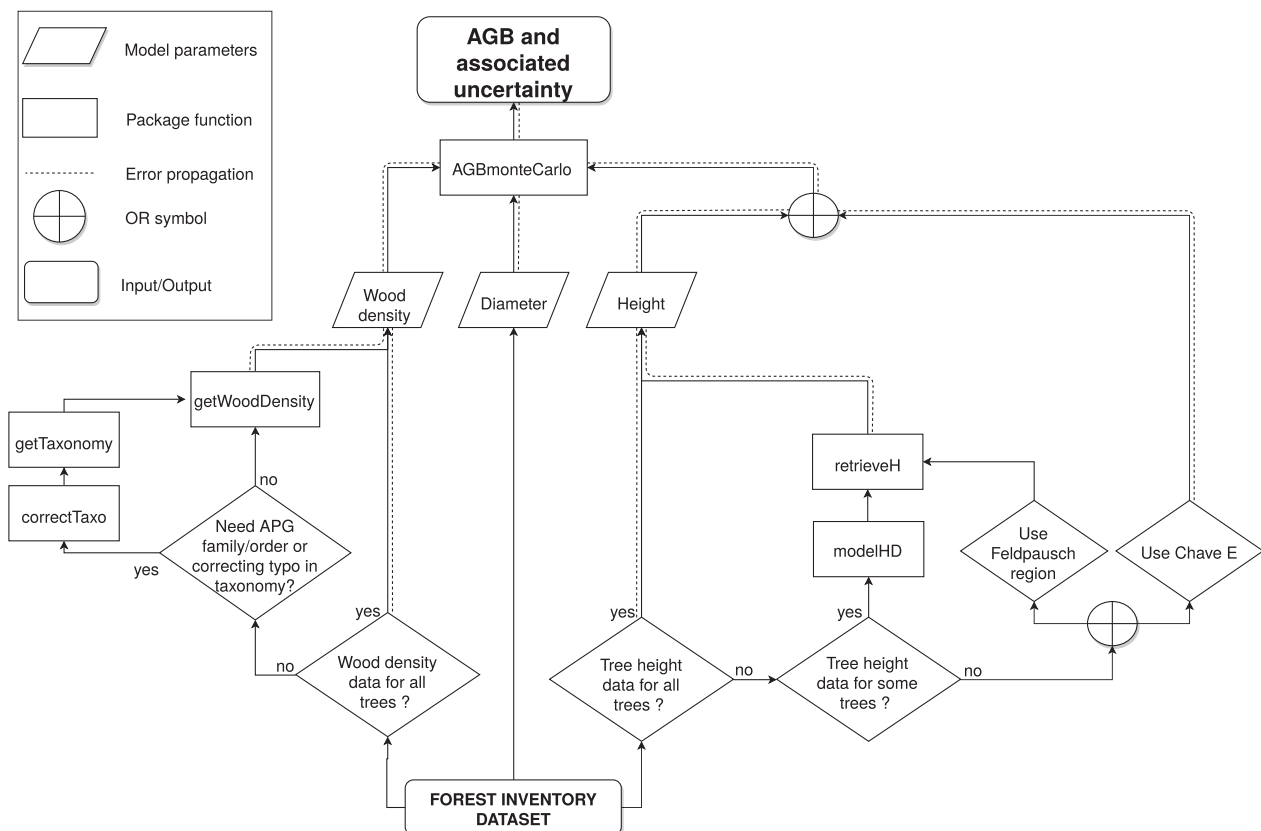 Model parameters
Package function
Error propagation
OR symbol
Input/Output
AGB and
associated
uncertainty
AGBmonteCarlo
Wood
density
Diameter
Height
getWoodDensity
getTaxonomy
correctTaxo
no
Need APG
family/order or
correcting typo in
taxonomy?
yes
retrieveH
modelHD
Use
Feldpausch
region
Use Chave E
yes
no
Wood density
data for all
trees ?
yes
Tree height
data for all
trees ?
no
yes
Tree height
data for some
trees ?
no
FOREST INVENTORY
DATASET